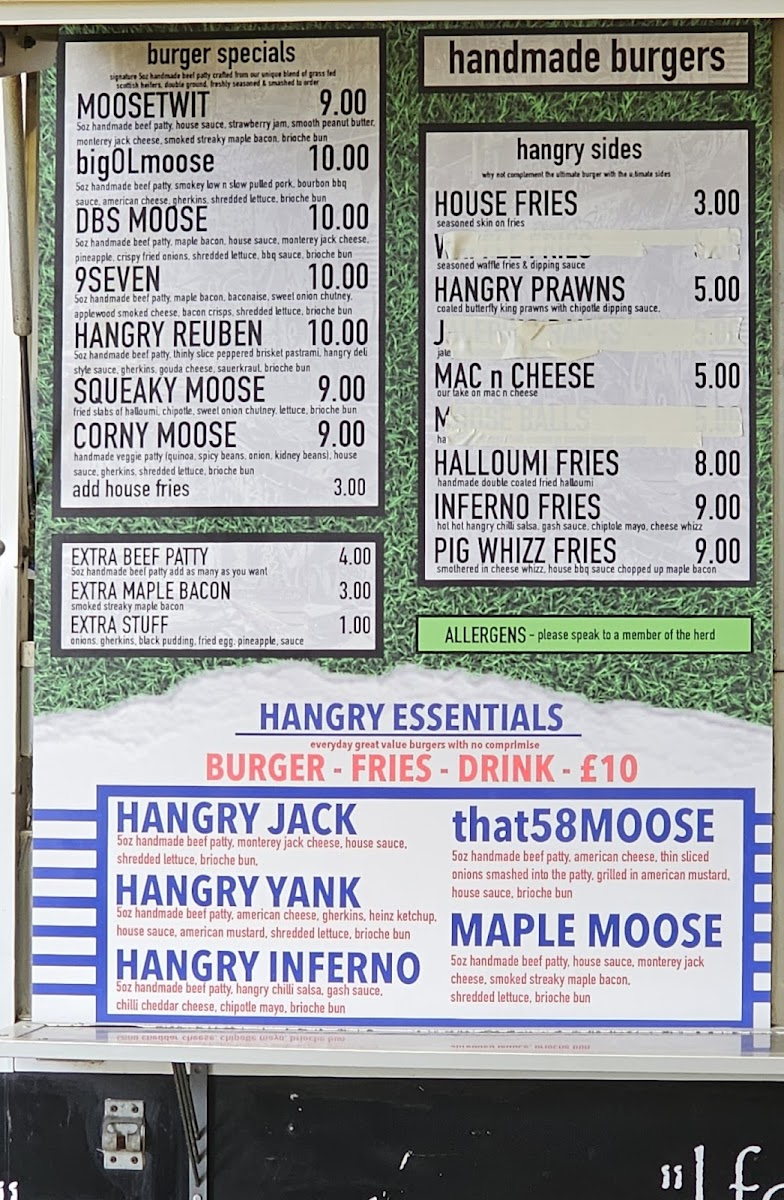 burger specials
signature 5oz handmade beef patty crafted from our unique blend of grass fed
scottish heifers, double ground, freshly seasoned & smashed to order
MOOSETWIT 9.00
5oz handmade beef patty, house sauce, strawberry jam, smooth peanut butter,
monterey jack cheese, smoked streaky maple bacon, brioche bun
bigOLmoose 10.00
5oz handmade beef patty, smokey low n slow pulled pork, bourbon bbq
sauce, american cheese, gherkins, shredded lettuce, brioche bun
DBS MOOSE 10.00
5oz handmade beef patty, maple bacon, house sauce, monterey jack cheese,
pineapple, crispy fried onions, shredded lettuce, bbq sauce, brioche bun
9SEVEN 10.00
5oz handmade beef patty, maple bacon, baconaise, sweet onion chutney,
applewood smoked cheese, bacon crisps, shredded lettuce, brioche bun
HANGRY REUBEN 10.00
5oz handmade beef patty, thinly slice peppered brisket pastrami, hangry deli
style sauce, gherkins, gouda cheese, sauerkraut, brioche bun
SQUEAKY MOOSE 9.00
fried slabs of halloumi, chipotle, sweet onion chutney, lettuce, brioche bun
CORNY MOOSE 9.00
handmade veggie patty (quinoa, spicy beans, onion, kidney beans), house
sauce, gherkins, shredded lettuce, brioche bun
add house fries 3.00
EXTRA BEEF PATTY 4.00
5oz handmade beef patty add as many as you want
EXTRA MAPLE BACON 3.00
smoked streaky maple bacon
EXTRA STUFF 1.00
onions, gherkins, black pudding, fried egg, pineapple, sauce
handmade burgers
hangry sides
why not complement the ultimate burger with the ultimate sides
HOUSE FRIES 3.00
seasoned skin on fries
seasoned waffle fries & dipping sauce
HANGRY PRAWNS 5.00
coated butterfly king prawns with chipotle dipping sauce,
MAC n CHEESE 5.00
our take on mac n cheese
HALLOUMI FRIES 8.00
handmade double coated fried halloumi
INFERNO FRIES 9.00
hot hot hangry chilli salsa, gash sauce, chiptole mayo, cheese whizz
PIG WHIZZ FRIES 9.00
smothered in cheese whizz, house bbq sauce chopped up maple bacon
ALLERGENS - please speak to a member of the herd
HANGRY ESSENTIALS
everyday great value burgers with no comprimise
BURGER - FRIES - DRINK - £10
HANGRY JACK
5oz handmade beef patty, monterey jack cheese, house sauce,
shredded lettuce, brioche bun,
HANGRY YANK
5oz handmade beef patty, american cheese, gherkins, heinz ketchup,
house sauce, american mustard, shredded lettuce, brioche bun
HANGRY INFERNO
5oz handmade beef patty, hangry chilli salsa, gash sauce,
chilli cheddar cheese, chipotle mayo, brioche bun
that58MOOSE
5oz handmade beef patty, american cheese, thin sliced
onions smashed into the patty, grilled in american mustard,
house sauce, brioche bun
MAPLE MOOSE
5oz handmade beef patty, house sauce, monterey jack
cheese, smoked streaky maple bacon,
shredded lettuce, brioche bun